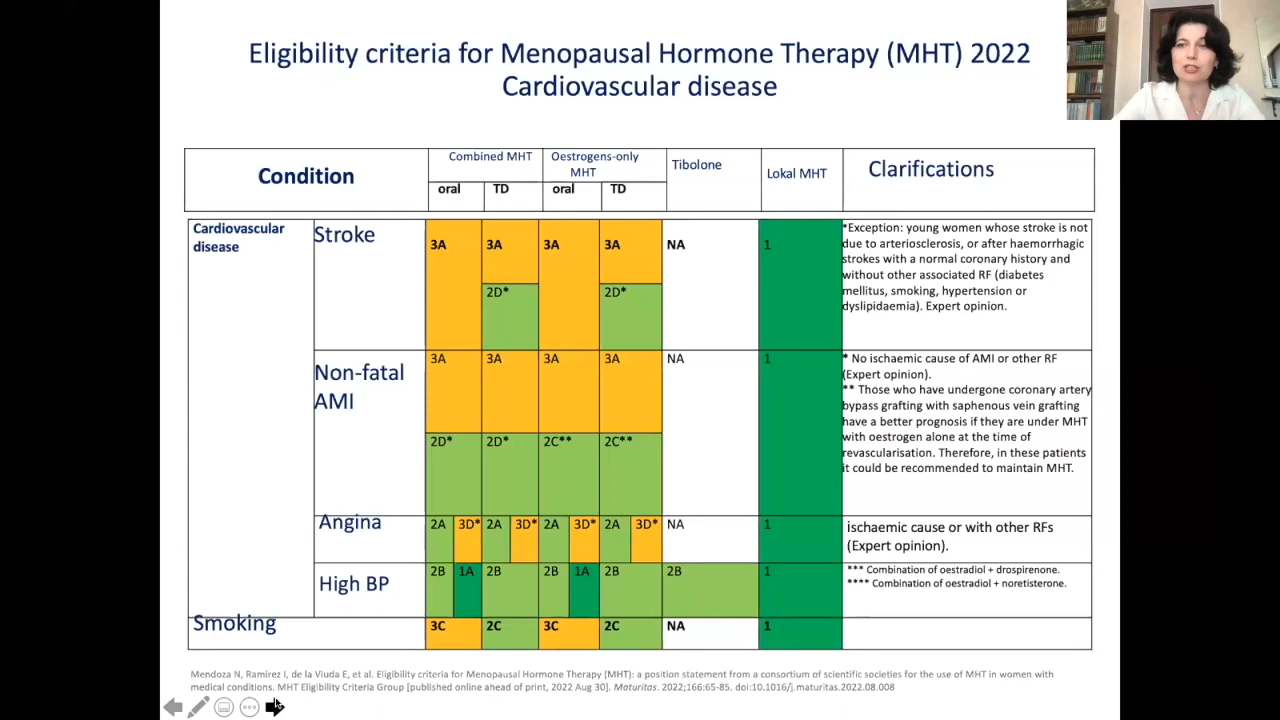 Eligibility criteria for Menopausal Hormone Therapy (MHT) 2022
Cardiovascular disease
Condition
Combined MHT
Oestrogens-only
MHT
Tibolone
Lokal MHT
Clarifications
oral
TD
oral
TD
Cardiovascular
disease
Stroke
3A
3A
3A
3A
NA
1
2D*
2D*
*Exception: young women whose stroke is not
due to arteriosclerosis, or after haemorrhagic
strokes with a normal coronary history and
without other associated RF (diabetes
mellitus, smoking, hypertension or
dyslipidaemia). Expert opinion.
Non-fatal
AMI
3A
3A
3A
3A
NA
1
2D*
2D*
2C**
2C**
* No ischaemic cause of AMI or other RF
(Expert opinion).
** Those who have undergone coronary artery
bypass grafting with saphenous vein grafting
have a better prognosis if they are under MHT
with oestrogen alone at the time of
revascularisation. Therefore, in these patients
it could be recommended to maintain MHT.
Angina
2A
3D*
2A
3D*
2A
3D*
2A
3D*
NA
1
ischaemic cause or with other RFs
(Expert opinion).
High BP
2B
1A
2B
2B
1A
2B
2B
1
*** Combination of oestradiol + drospirenone.
**** Combination of oestradiol + noretisterone.
Smoking
3C
2C
3C
2C
NA
1
Mendoza N, Ramírez I, de la Viuda E, et al. Eligibility criteria for Menopausal Hormone Therapy (MHT): a position statement from a consortium of scientific societies for the use of MHT in women with
medical conditions. MHT Eligibility Criteria Group [published online ahead of print, 2022 Aug 30]. Maturitas. 2022;166:65-85. doi:10.1016/j.maturitas.2022.08.008